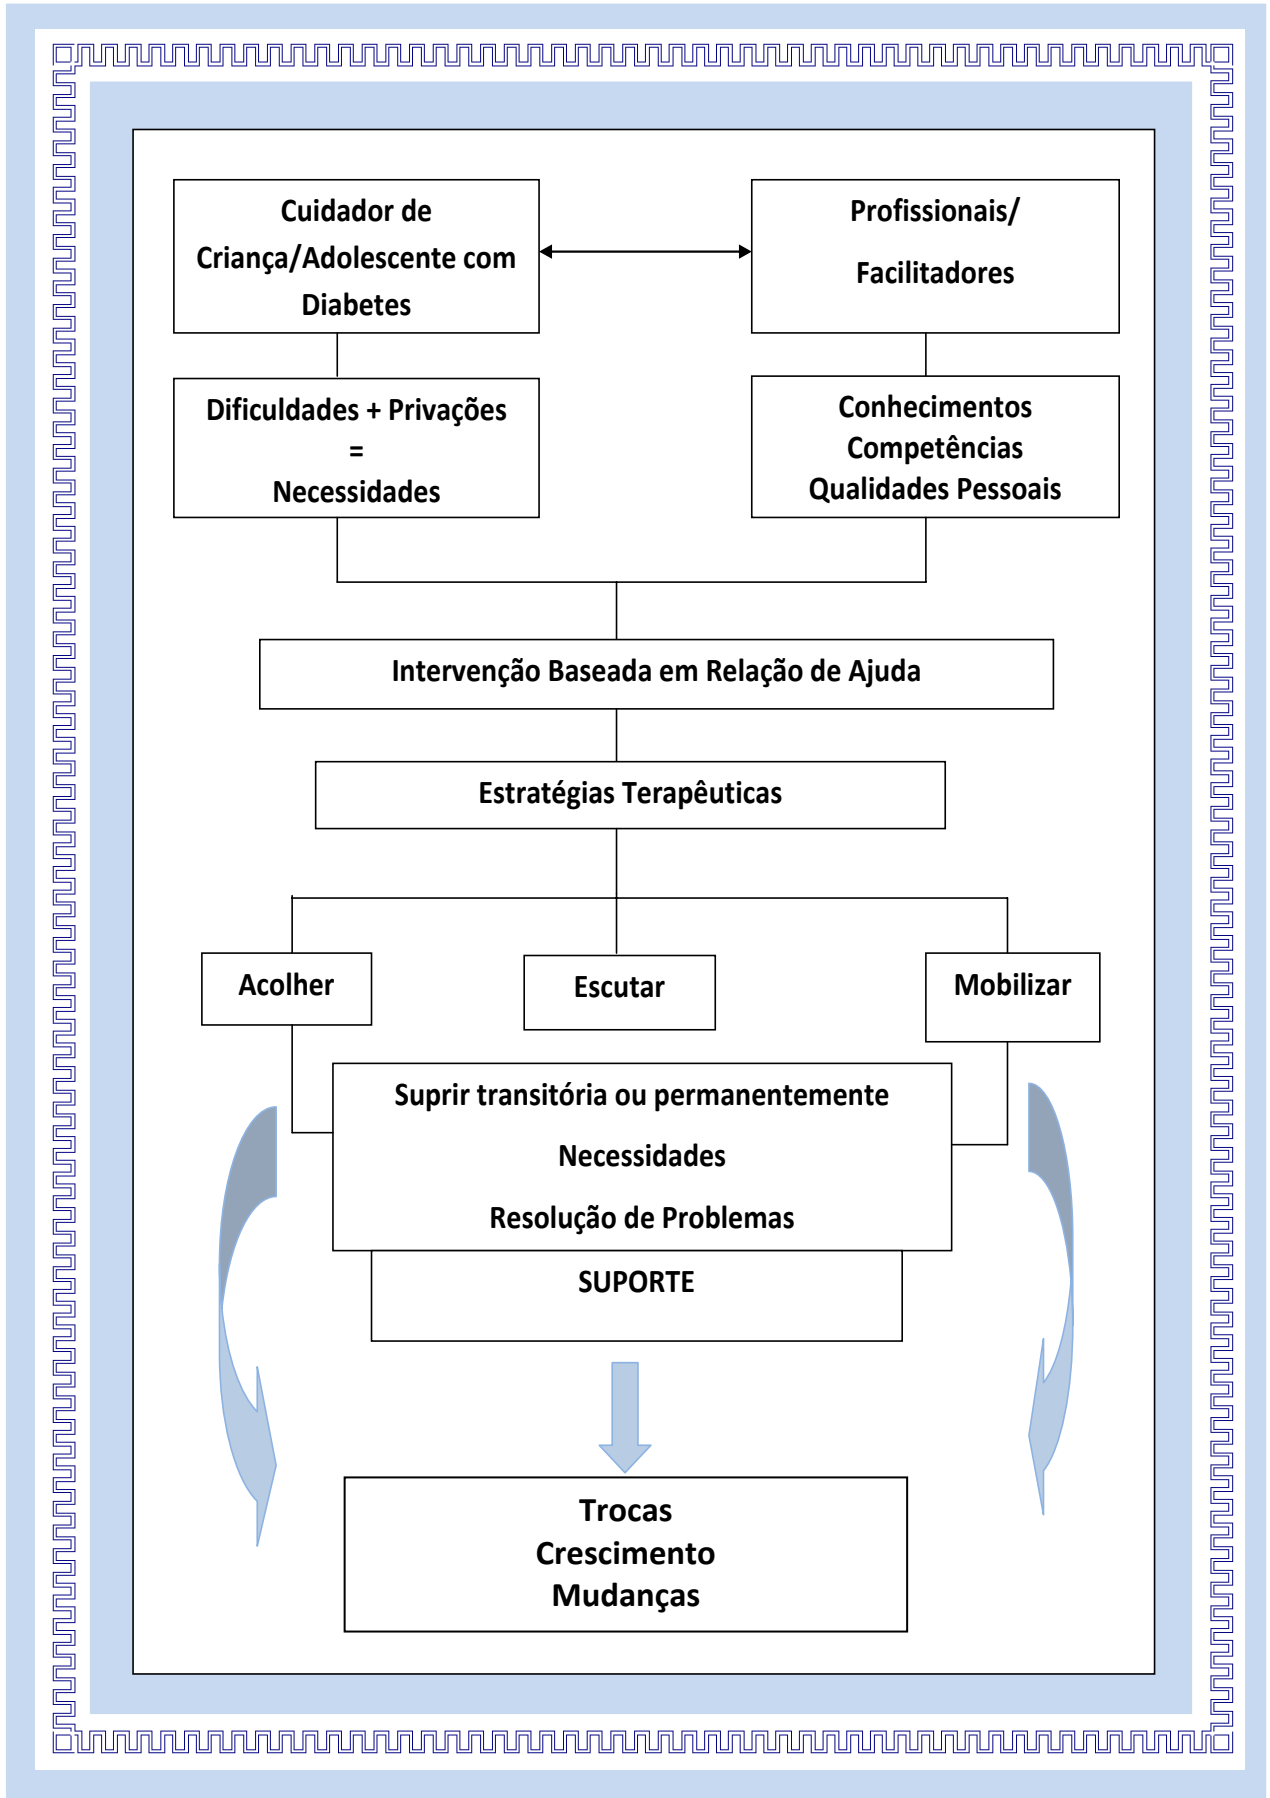 Cuidador de
Criança/Adolescente com
Diabetes
Profissionais/
Facilitadores
Dificuldades + Privações
=
Necessidades
Conhecimentos
Competências
Qualidades Pessoais
Intervenção Baseada em Relação de Ajuda
Estratégias Terapêuticas
Acolher
Escutar
Mobilizar
Suprir transitória ou permanentemente
Necessidades
Resolução de Problemas
SUPORTE
Trocas
Crescimento
Mudanças